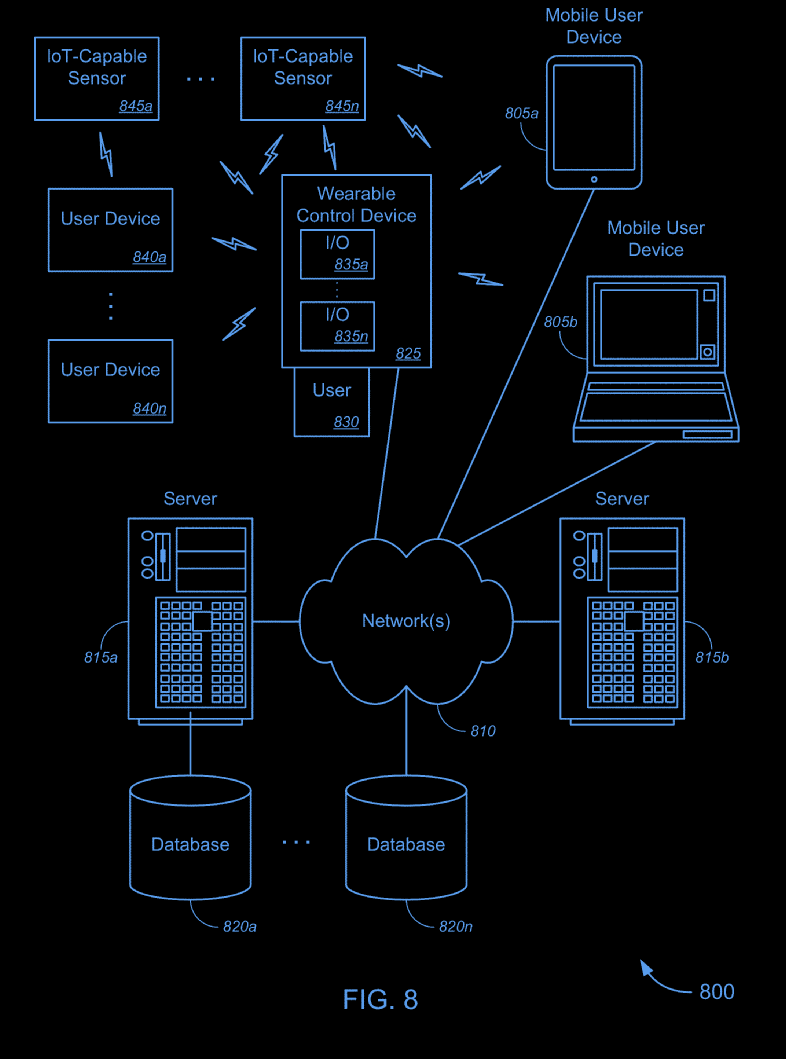 Mobile User
Device
IoT-Capable
Sensor
845a
. . .
IoT-Capable
Sensor
845n
805a
User Device
840a
Wearable
Control Device
I/O
835a
I/O
835n
825
Mobile User
Device
805b
User Device
840n
User
830
Server
Server
Network(s)
815a
815b
810
Database
. . .
Database
820a
820n
FIG. 8
800